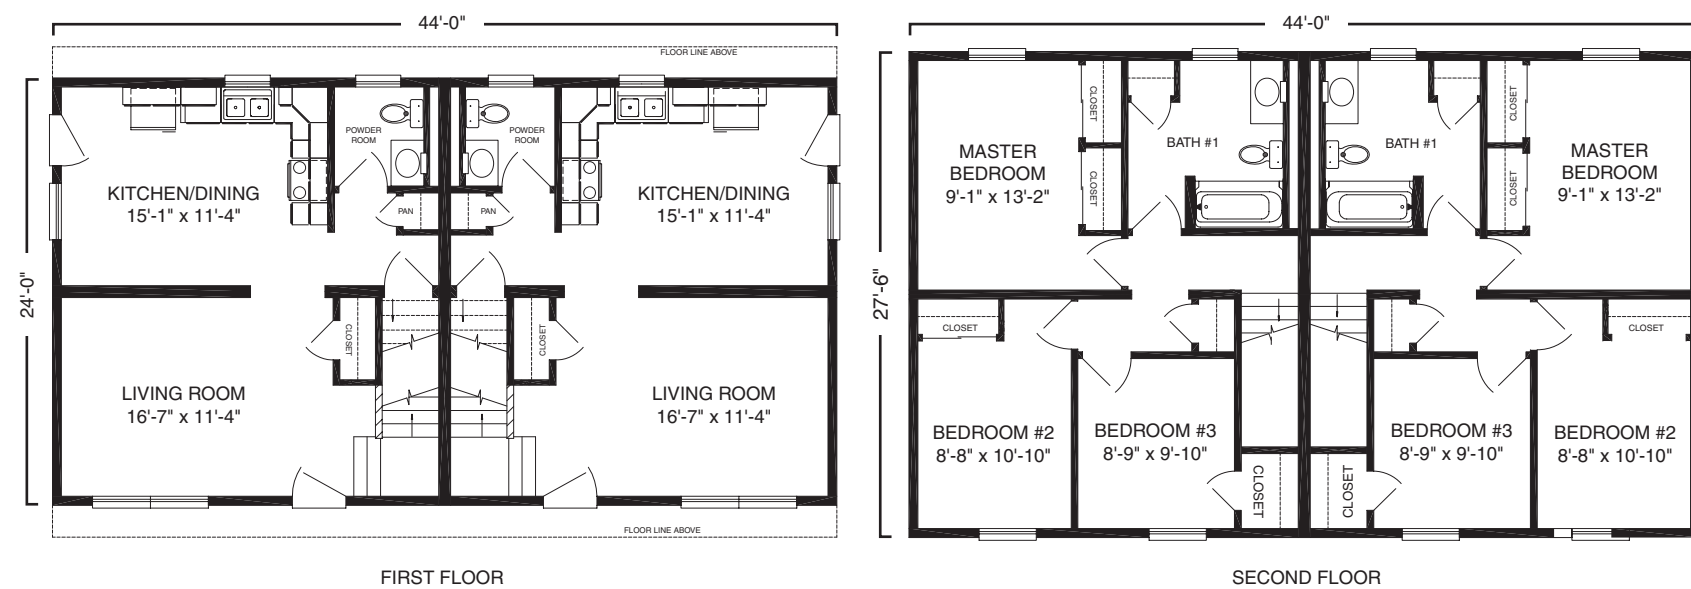 44'-0"
FLOOR LINE ABOVE
24'-0"
POWDER
ROOM
POWDER
ROOM
KITCHEN/DINING
15'-1" x 11'-4"
PAN
PAN
KITCHEN/DINING
15'-1" x 11'-4"
CLOSET
CLOSET
LIVING ROOM
16'-7" x 11'-4"
LIVING ROOM
16'-7" x 11'-4"
FLOOR LINE ABOVE
FIRST FLOOR
44'-0"
27'-6"
CLOSET
CLOSET
MASTER
BEDROOM
9'-1" x 13'-2"
BATH #1
BATH #1
MASTER
BEDROOM
9'-1" x 13'-2"
CLOSET
CLOSET
CLOSET
CLOSET
BEDROOM #2
8'-8" x 10'-10"
BEDROOM #3
8'-9" x 9'-10"
BEDROOM #3
8'-9" x 9'-10"
BEDROOM #2
8'-8" x 10'-10"
CLOSET
CLOSET
SECOND FLOOR